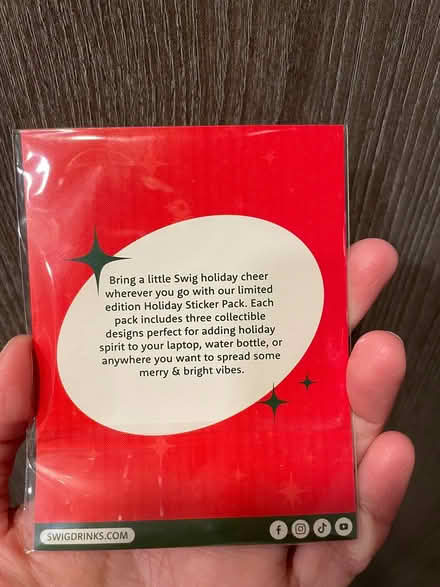 Bring a little Swig holiday cheer
wherever you go with our limited
edition Holiday Sticker Pack. Each
pack includes three collectible
designs perfect for adding holiday
spirit to your laptop, water bottle, or
anywhere you want to spread some
merry & bright vibes.
SWIGDRINKS.COM